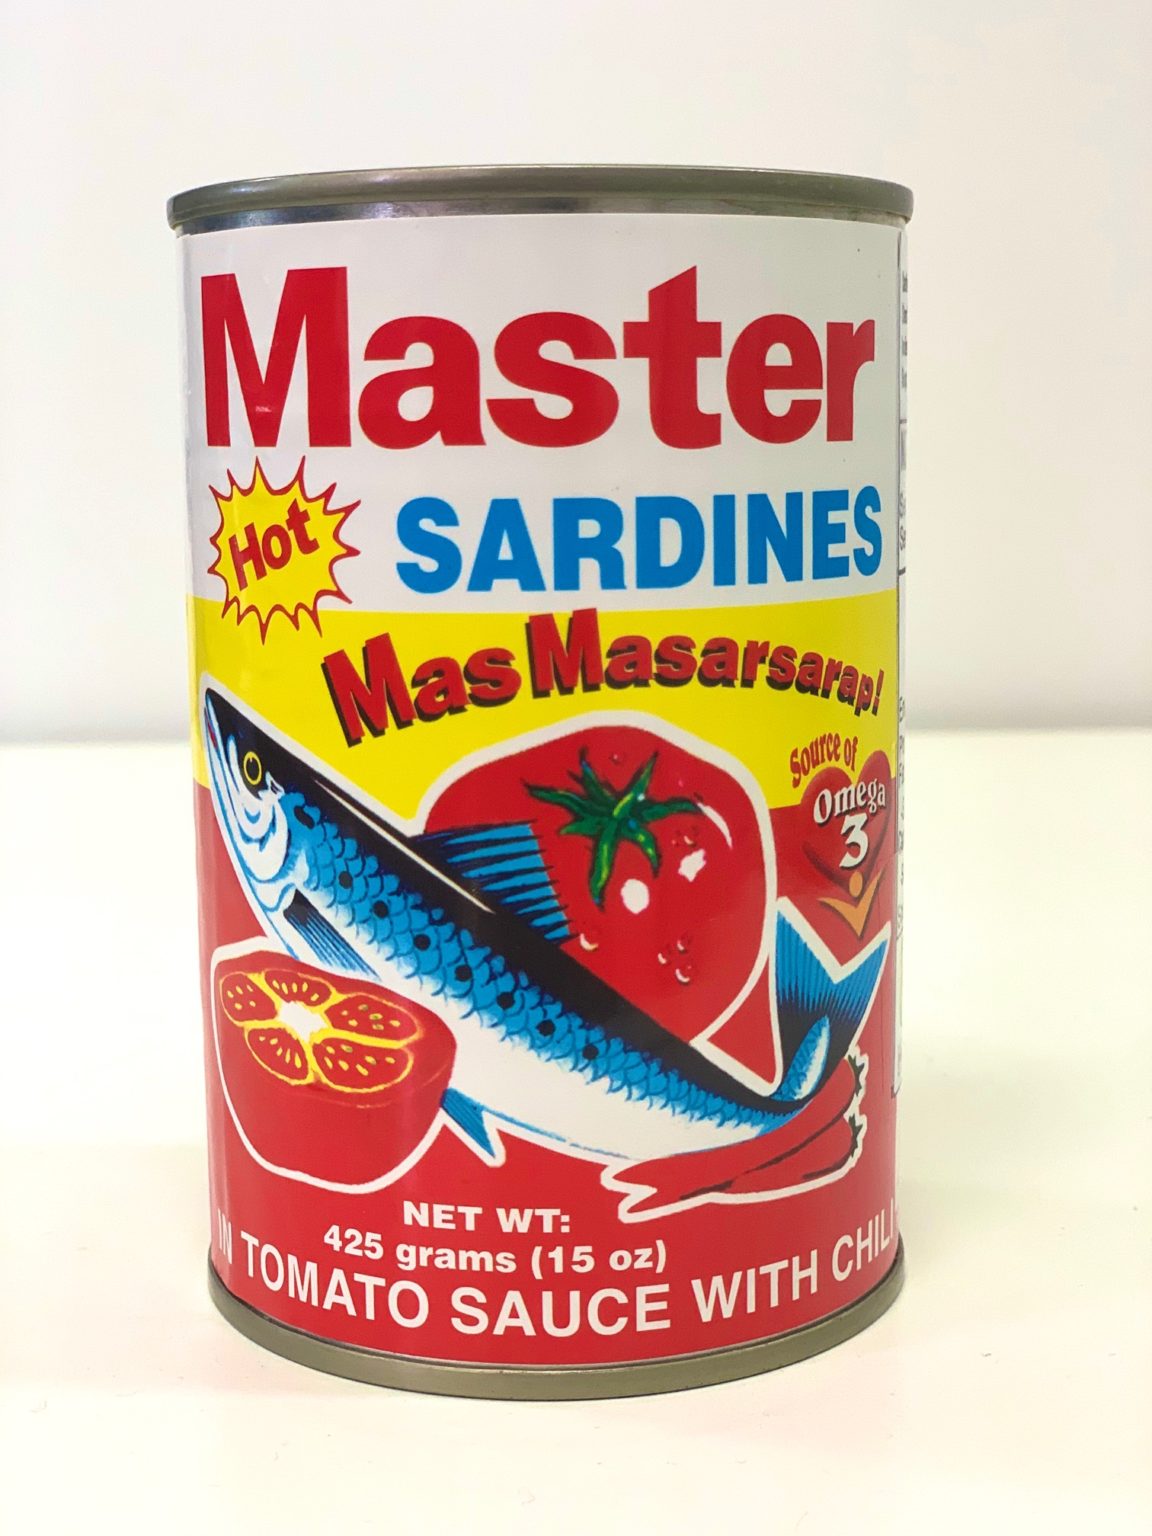 Master
Hot
SARDINES
Mas Masarsarap!
Source of
Omega
3
NET WT:
425 grams (15 oz)
IN TOMATO SAUCE WITH CHILI